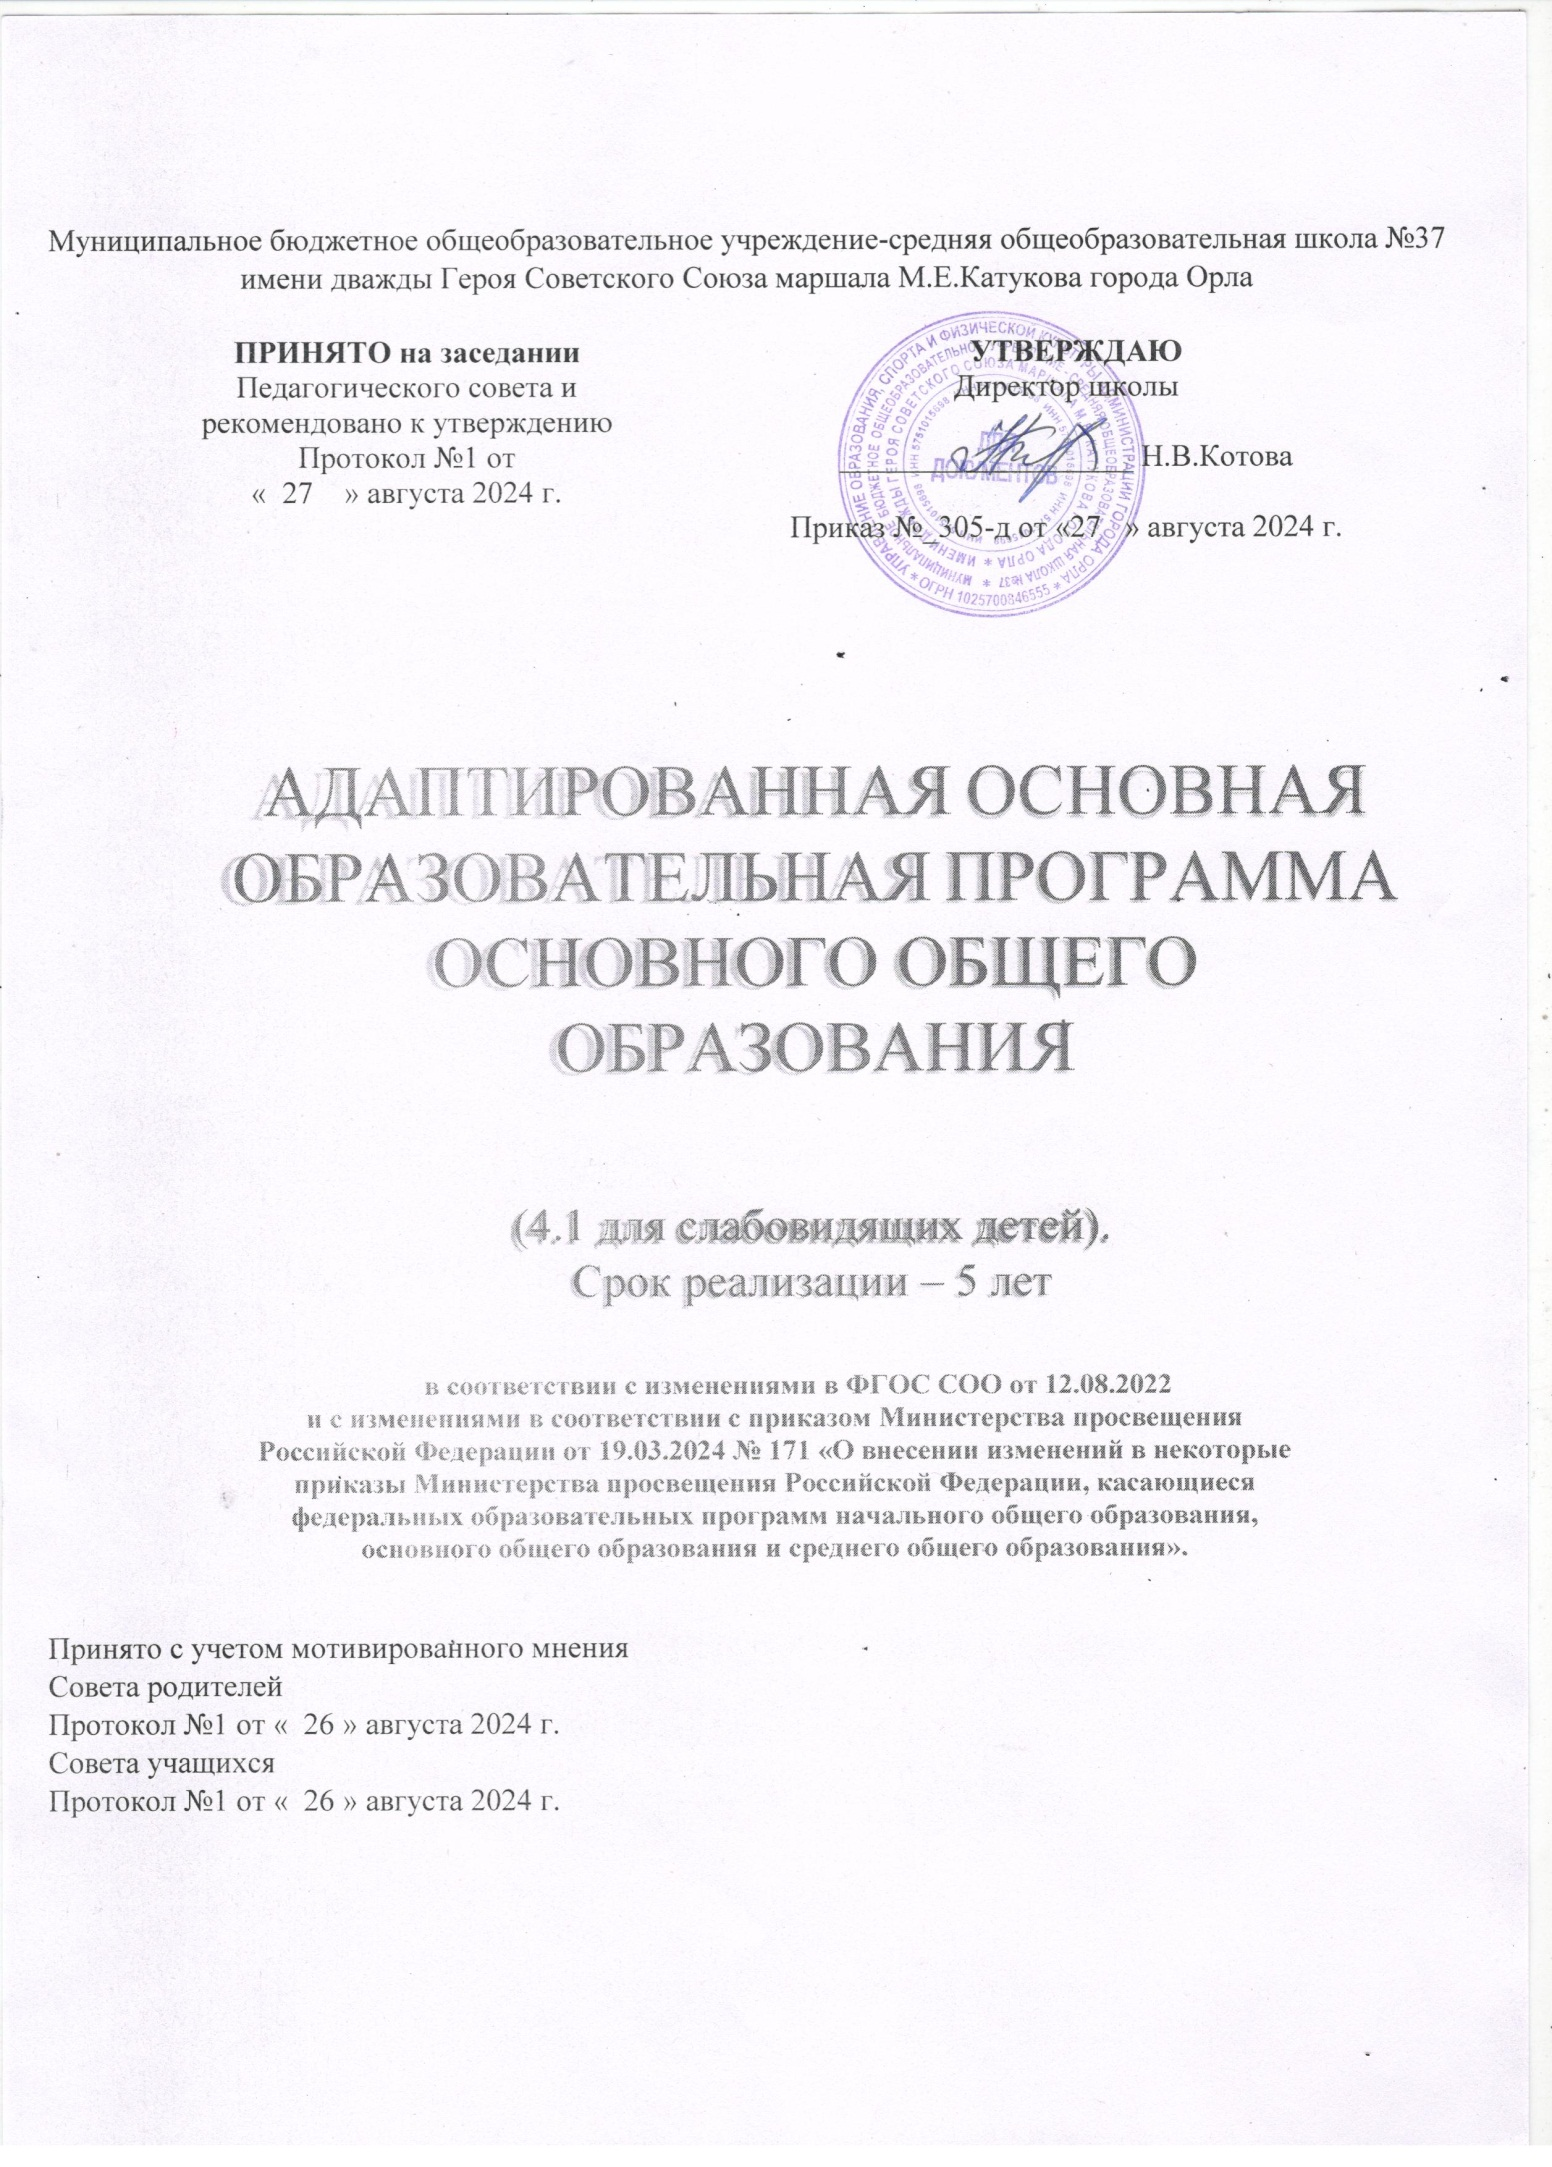 Муниципальное бюджетное общеобразовательное учреждение-средняя общеобразовательная школа №37
имени дважды Героя Советского Союза маршала М.Е.Катукова города Орла
ПРИНЯТО на заседании
Педагогического совета и
рекомендовано к утверждению
Протокол №1 от
« 27 » августа 2024 г.
УТВЕРЖДАЮ
Директор школы
Н.В.Котова
Приказ №_305-д от «27 » августа 2024 г.
ДЛЯ
ДОКУМЕНТОВ
ОГРН 1025700846555
АДАПТИРОВАННАЯ ОСНОВНАЯ
ОБРАЗОВАТЕЛЬНАЯ ПРОГРАММА
ОСНОВНОГО ОБЩЕГО
ОБРАЗОВАНИЯ
(4.1 для слабовидящих детей).
Срок реализации – 5 лет
в соответствии с изменениями в ФГОС СОО от 12.08.2022
и с изменениями в соответствии с приказом Министерства просвещения
Российской Федерации от 19.03.2024 № 171 «О внесении изменений в некоторые
приказы Министерства просвещения Российской Федерации, касающиеся
федеральных образовательных программ начального общего образования,
основного общего образования и среднего общего образования».
Принято с учетом мотивированного мнения
Совета родителей
Протокол №1 от « 26 » августа 2024 г.
Совета учащихся
Протокол №1 от « 26 » августа 2024 г.